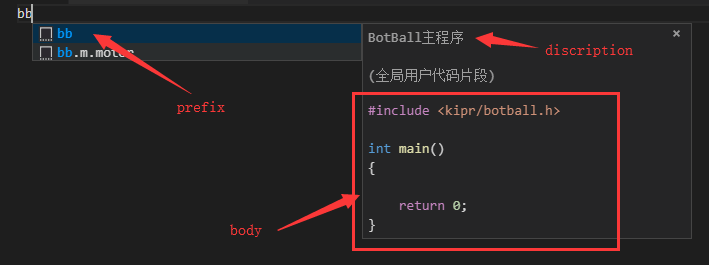 bb
bb
bb.m.motor
prefix
BotBall主程序
×
discription
(全局用户代码片段)
#include <kipr/botball.h>
int main()
{
return 0;
}
body